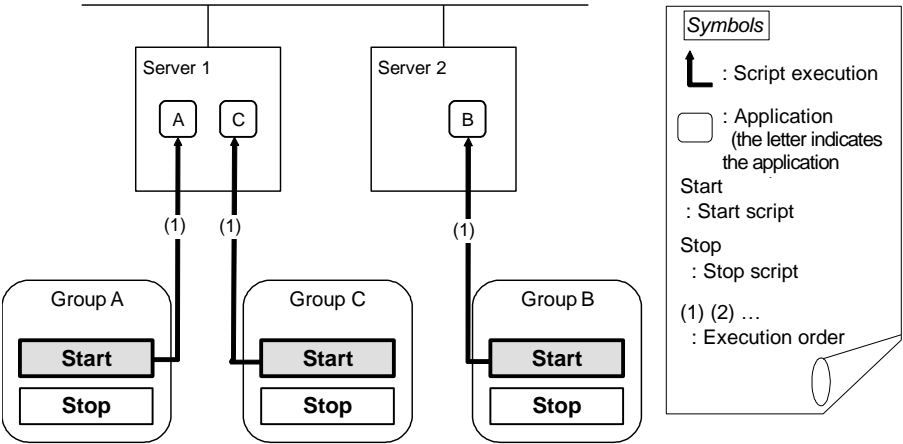 Server 1
A
C
Server 2
B
(1)
(1)
(1)
Group A
Start
Stop
Group C
Start
Stop
Group B
Start
Stop
Symbols
: Script execution
: Application
(the letter indicates
the application
Start
: Start script
Stop
: Stop script
(1) (2) …
: Execution order